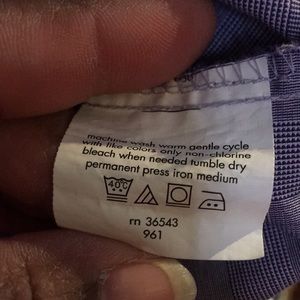 machine wash warm gentle cycle
with like colors only non-chlorine
bleach when needed tumble dry
permanent press iron medium
40°C
rn 36543
961